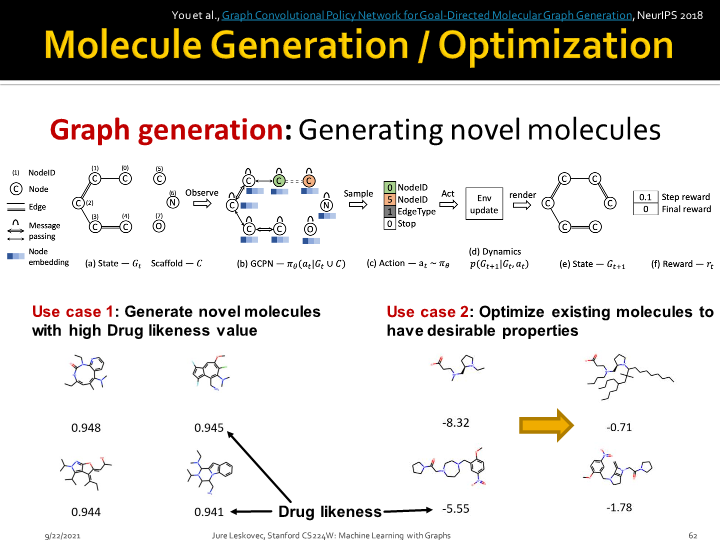 You et al., Graph Convolutional Policy Network for Goal-Directed Molecular Graph Generation, NeurIPS 2018
Molecule Generation / Optimization
Graph generation: Generating novel molecules
(1) NodeID
C Node
Edge
Message passing
Node embedding
(1) (0) (5)
C C C
(6)
C (2) N
(3) (4) (7)
C C O
(a) State — G_t Scaffold — C
Observe
C C C
C N
C C O
(b) GCPN — π_θ(a_t|G_t ∪ C)
Sample
0 NodeID
5 NodeID
1 EdgeType
0 Stop
(c) Action — a_t ~ π_θ
Act
Env update
(d) Dynamics
p(G_{t+1}|G_t, a_t)
render
C C
C C
C C
(e) State — G_{t+1}
0.1 Step reward
0 Final reward
(f) Reward — r_t
Use case 1: Generate novel molecules
with high Drug likeness value
Use case 2: Optimize existing molecules to
have desirable properties
0.948 0.945
0.944 0.941
Drug likeness
-8.32 -0.71
-5.55 -1.78
9/22/2021 Jure Leskovec, Stanford CS224W: Machine Learning with Graphs 62